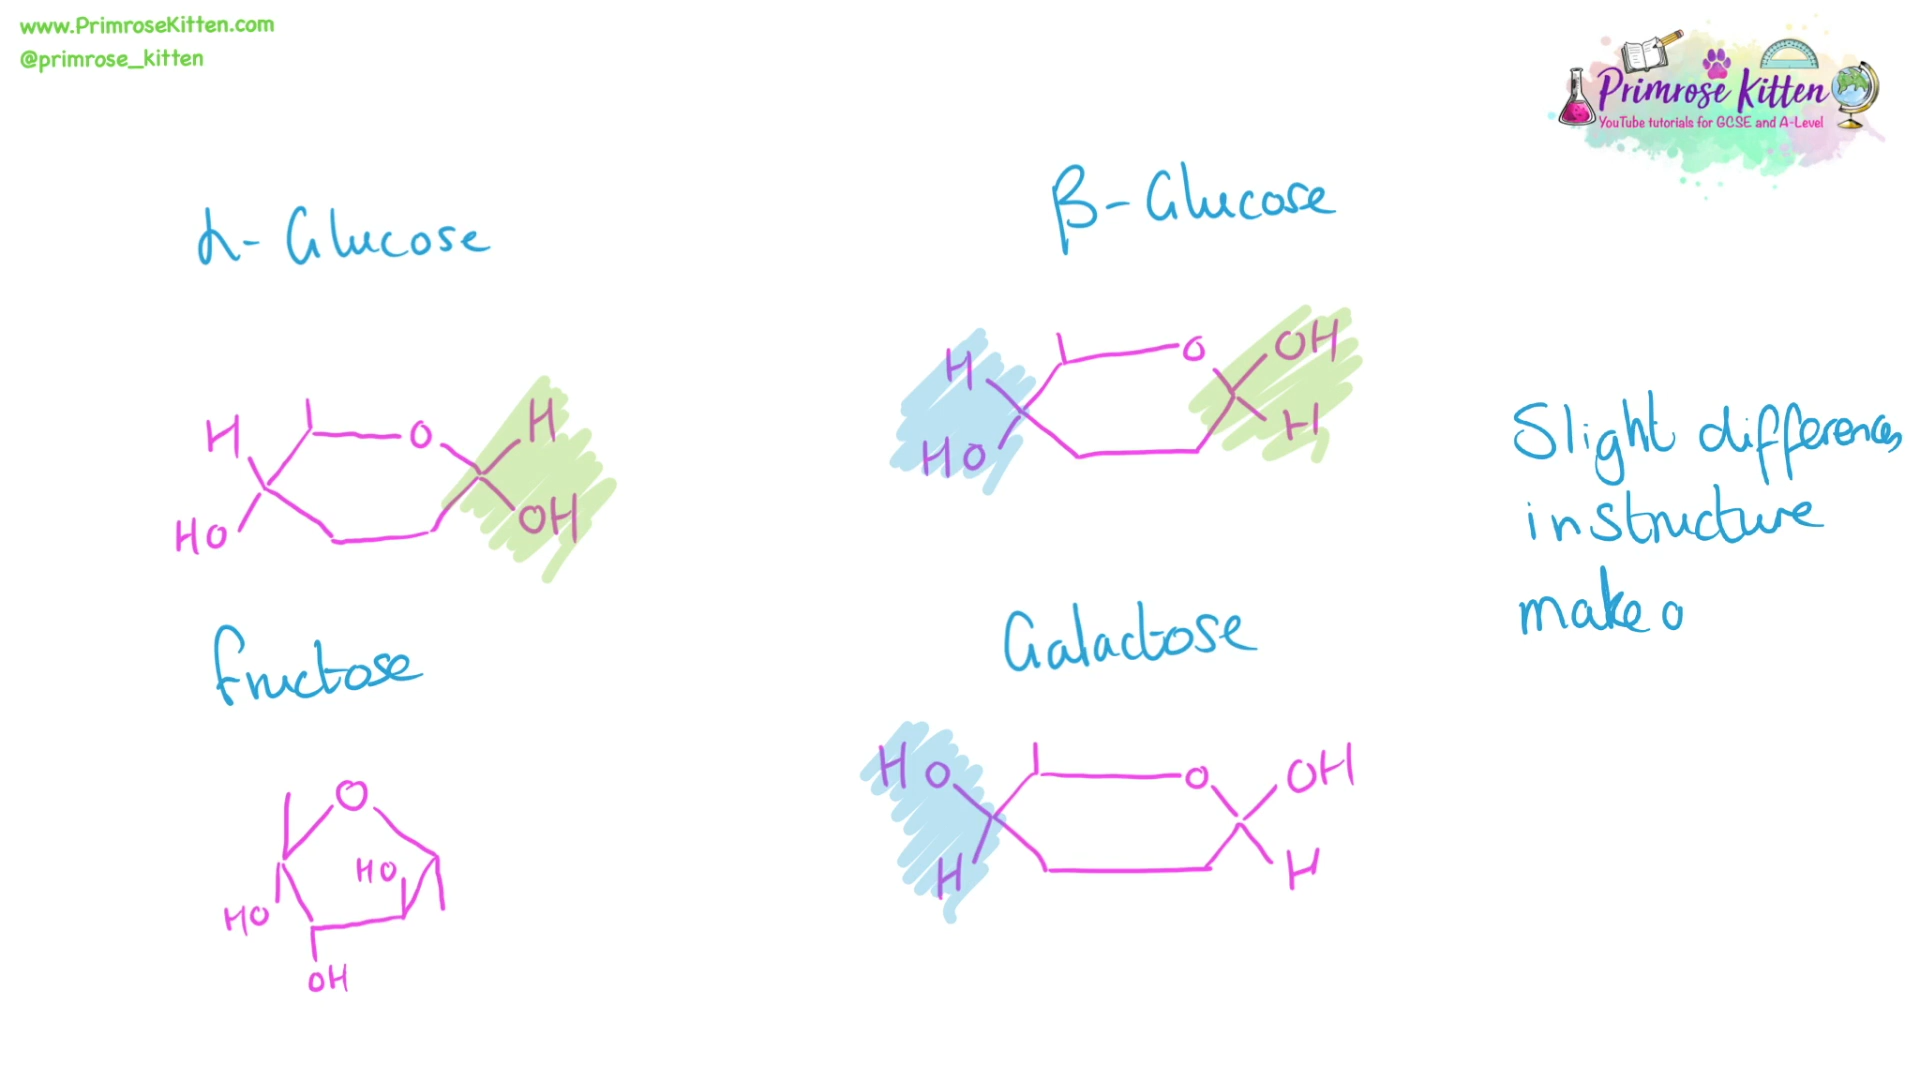 www.PrimroseKitten.com
@primrose_kitten
Primrose Kitten
YouTube tutorials for GCSE and A-Level
α-Glucose
β-Glucose
H
O
H
HO
OH
H
O
OH
HO
H
Slight differences
in structure
make a
fructose
Galactose
O
HO
HO
OH
HO
O
OH
H
H